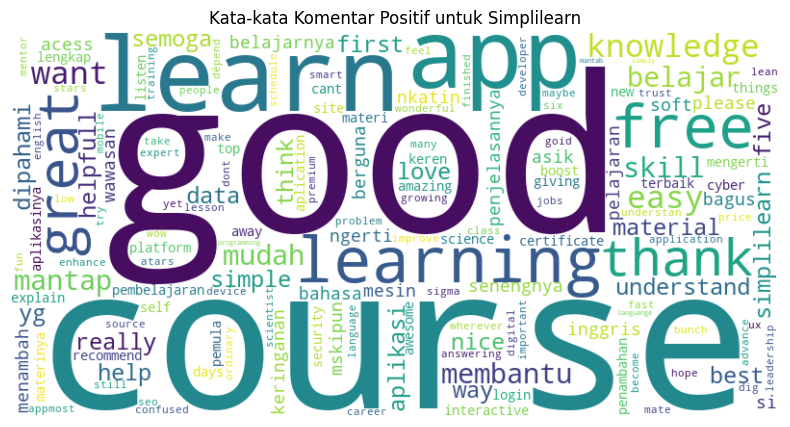 Kata-kata Komentar Positif untuk Simplilearn
acess
semoga
belajarnya
first
app
knowledge
lengkap
want
learn
listen
training
people
feel
depend
schedule
smart
cant
site
nkatin
wonderful
finished
developer
mentor
stars
mantab
simply
maybe
six
belajar
new
trust
lean
things
soft
please
free
five
mengerti
dipahami
english
great
helpfull
wawasan
mobile
try
low
take
expert
make
top
dont
data
yet
lesson
good
think
aplication
premium
materi
berguna
many
keren
love
amazing
growing
penjelasannya
asik
boost
giving
goid
jobs
pelajaran
skill
terbaik
cyber
easy
bagus
understan
price
application
material
simplilearn
aplikasinya
wow
away
platform
atars
programming
mudah
problem
ngerti
improve
science
class
certificate
learning
thank
understand
fun
enhance
mantap
explain
pembelajaran
device
simple
bahasa
mesin
sigma
senengnya
yg
self
source
scientist
really
recommend
pemula
ordinary
help
days
still
seo
confused
appmost
menambah
materinya
keringanan
security
mskipun
language
career
aplikasi
awesome
course
wherever
nice
answering
membantu
way
login
interactive
digital
important
inggris
fast
languange
bunch
penambahan
become
hope
mate
best
dig
ux
advance
leadership
si